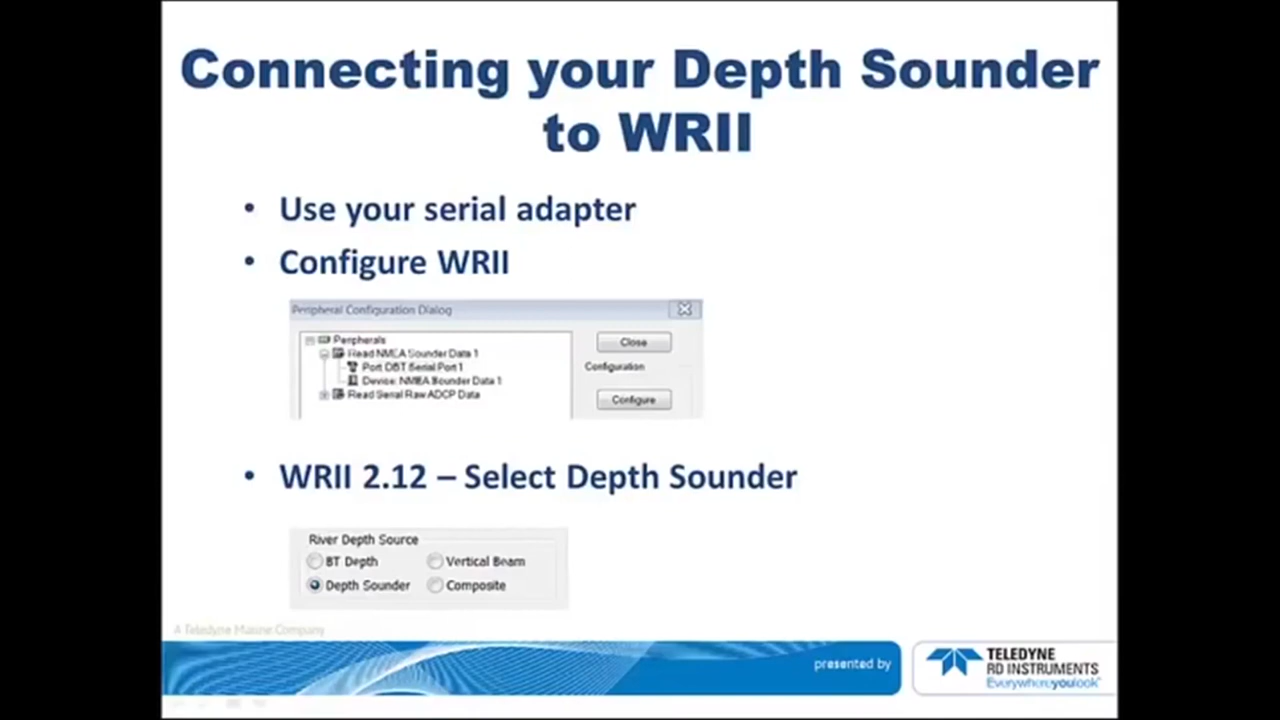 Connecting your Depth Sounder
to WRII
• Use your serial adapter
• Configure WRII
Peripheral Configuration Dialog
Peripherals
Read NMEA Sounder Data 1
Port DBT Serial Port 1
Device: NMEA Sounder Data 1
Read Serial Raw ADCP Data
Close
Configuration
Configure
• WRII 2.12 – Select Depth Sounder
River Depth Source
BT Depth
Vertical Beam
Depth Sounder
Composite
A Teledyne Marine Company
presented by
TELEDYNE
RD INSTRUMENTS
Everywhereyoulook